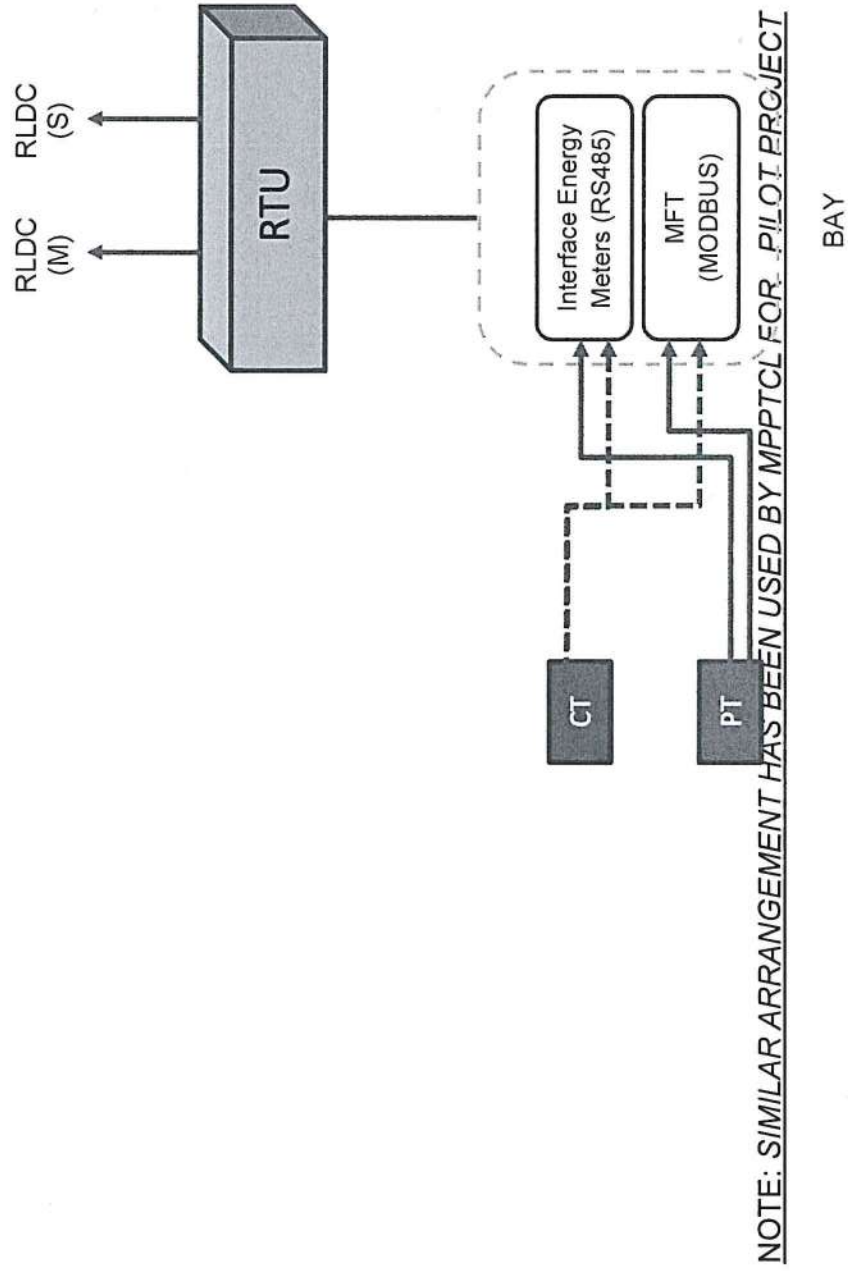 RLDC
(M)
RLDC
(S)
RTU
Interface Energy
Meters (RS485)
MFT
(MODBUS)
CT
PT
NOTE: SIMILAR ARRANGEMENT HAS BEEN USED BY MPPTCL FOR PILOT PROJECT
BAY